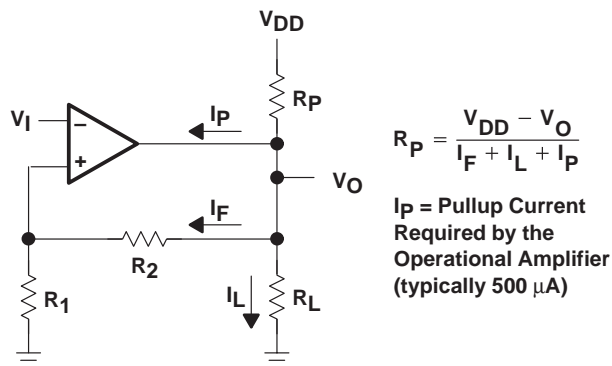 VDD
IP
RP
VI
−
+
VO
IF
R2
R1
IL
RL
RP = (VDD − VO) / (IF + IL + IP)
IP = Pullup Current
Required by the
Operational Amplifier
(typically 500 μA)